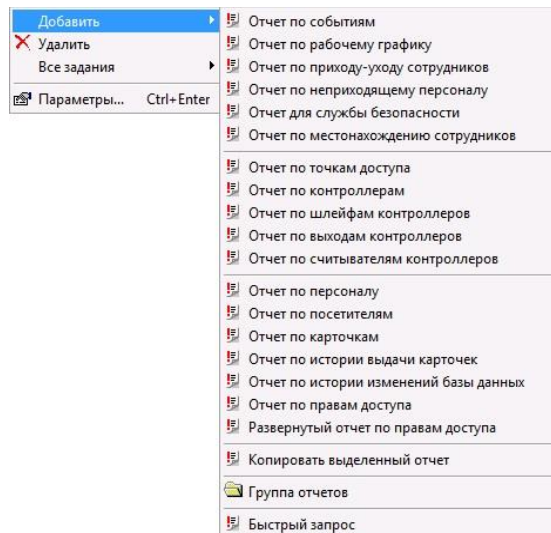 Добавить
Удалить
Все задания
Параметры... Ctrl+Enter
Отчет по событиям
Отчет по рабочему графику
Отчет по приходу-уходу сотрудников
Отчет по неприходящему персоналу
Отчет для службы безопасности
Отчет по местонахождению сотрудников
Отчет по точкам доступа
Отчет по контроллерам
Отчет по шлейфам контроллеров
Отчет по выходам контроллеров
Отчет по считывателям контроллеров
Отчет по персоналу
Отчет по посетителям
Отчет по карточкам
Отчет по истории выдачи карточек
Отчет по истории изменений базы данных
Отчет по правам доступа
Развернутый отчет по правам доступа
Копировать выделенный отчет
Группа отчетов
Быстрый запрос